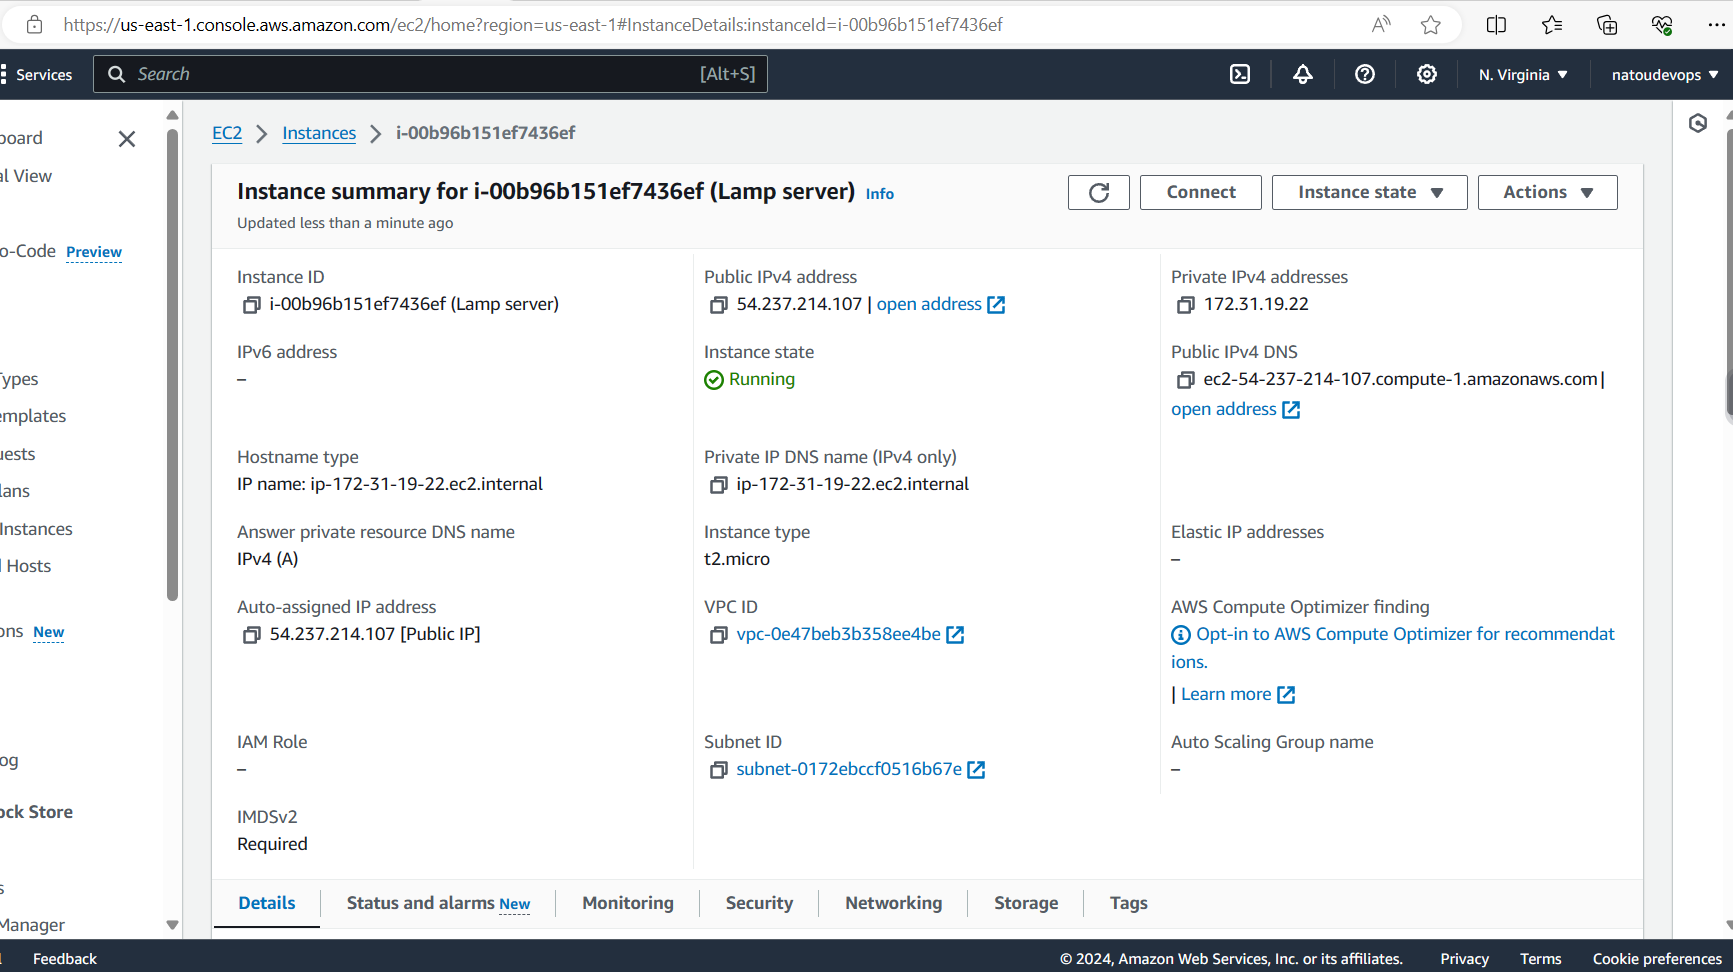 https://us-east-1.console.aws.amazon.com/ec2/home?region=us-east-1#InstanceDetails:instanceId=i-00b96b151ef7436ef
Services
Search
[Alt+S]
N. Virginia
natoudevops
board
al View
o-Code Preview
Types
emplates
uests
lans
Instances
d Hosts
ons New
og
ock Store
s
Manager
EC2
Instances
i-00b96b151ef7436ef
Instance summary for i-00b96b151ef7436ef (Lamp server) Info
Updated less than a minute ago
Connect
Instance state
Actions
Instance ID
i-00b96b151ef7436ef (Lamp server)
Public IPv4 address
54.237.214.107 | open address
Private IPv4 addresses
172.31.19.22
IPv6 address
–
Instance state
Running
Public IPv4 DNS
ec2-54-237-214-107.compute-1.amazonaws.com |
open address
Hostname type
IP name: ip-172-31-19-22.ec2.internal
Private IP DNS name (IPv4 only)
ip-172-31-19-22.ec2.internal
Answer private resource DNS name
IPv4 (A)
Instance type
t2.micro
Elastic IP addresses
–
Auto-assigned IP address
54.237.214.107 [Public IP]
VPC ID
vpc-0e47beb3b358ee4be
AWS Compute Optimizer finding
Opt-in to AWS Compute Optimizer for recommendat
ions.
| Learn more
IAM Role
–
Subnet ID
subnet-0172ebccf0516b67e
Auto Scaling Group name
–
IMDSv2
Required
Details
Status and alarms New
Monitoring
Security
Networking
Storage
Tags
Feedback
© 2024, Amazon Web Services, Inc. or its affiliates.
Privacy
Terms
Cookie preferences